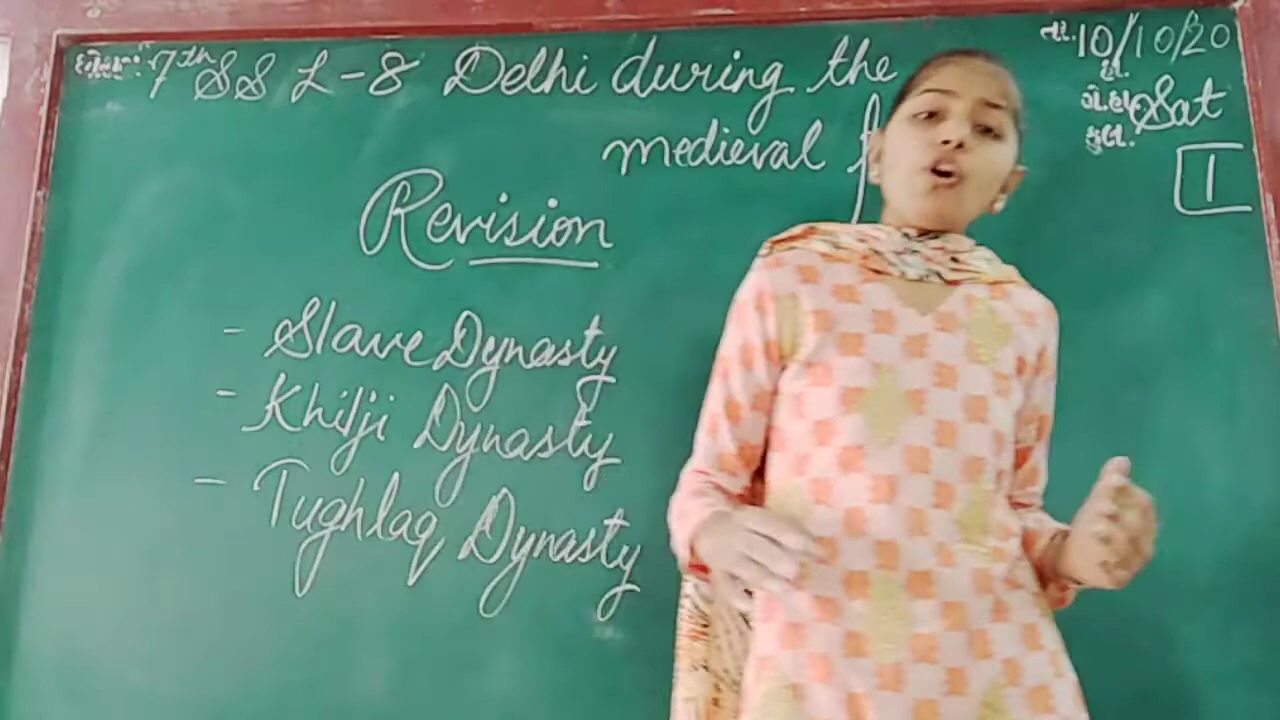 7th SS L-8 Delhi during the
medieval
Revision
- Slave Dynasty
- Khilji Dynasty
- Tughlaq Dynasty
તા. 10/10/20
હા.
ગે.હા. Sat
કુલ.
1